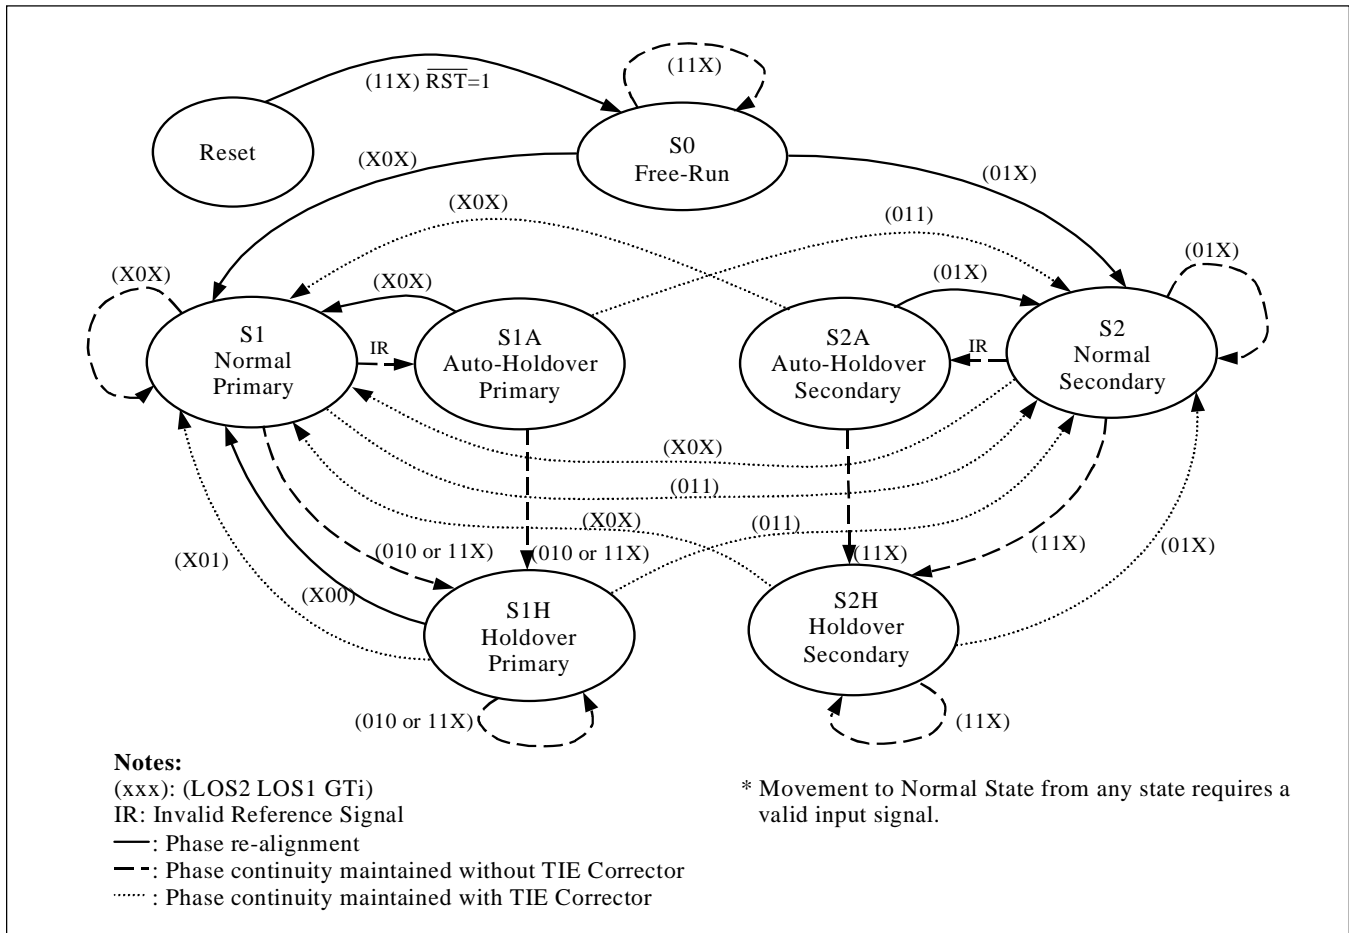 (11X) RST=1
(11X)
Reset
S0
Free-Run
(X0X)
(01X)
(X0X)
(011)
(X0X)
(X0X)
(01X)
(01X)
S1
Normal
Primary
IR
S1A
Auto-Holdover
Primary
S2A
Auto-Holdover
Secondary
IR
S2
Normal
Secondary
(X0X)
(011)
(X0X)
(011)
(X01)
(010 or 11X)
(010 or 11X)
(11X)
(11X)
(01X)
(X00)
S1H
Holdover
Primary
S2H
Holdover
Secondary
(010 or 11X)
(11X)
Notes:
(xxx): (LOS2 LOS1 GTi)
IR: Invalid Reference Signal
: Phase re-alignment
: Phase continuity maintained without TIE Corrector
: Phase continuity maintained with TIE Corrector
* Movement to Normal State from any state requires a
valid input signal.